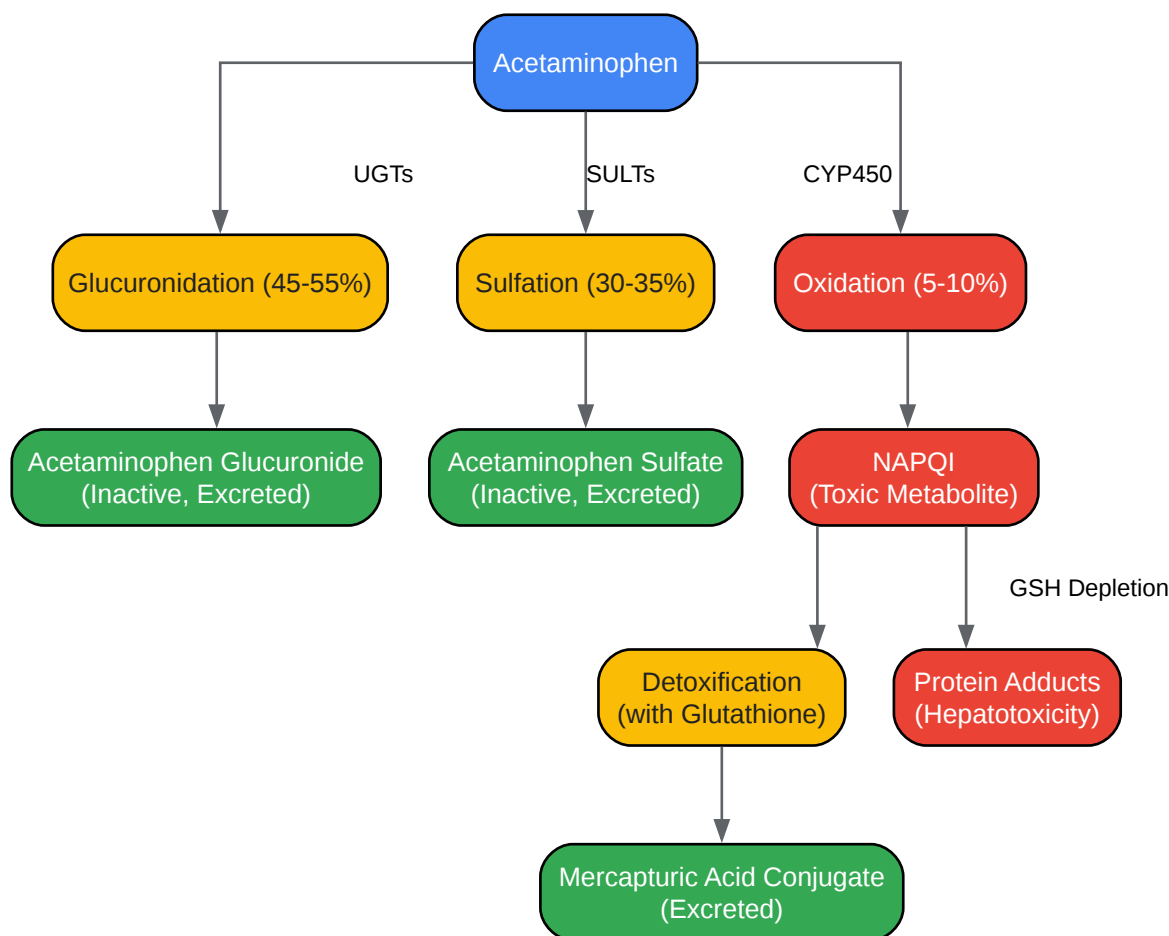 Acetaminophen
UGTs
SULTs
CYP450
Glucuronidation (45-55%)
Sulfation (30-35%)
Oxidation (5-10%)
Acetaminophen Glucuronide
(Inactive, Excreted)
Acetaminophen Sulfate
(Inactive, Excreted)
NAPQI
(Toxic Metabolite)
GSH Depletion
Detoxification
(with Glutathione)
Protein Adducts
(Hepatotoxicity)
Mercapturic Acid Conjugate
(Excreted)